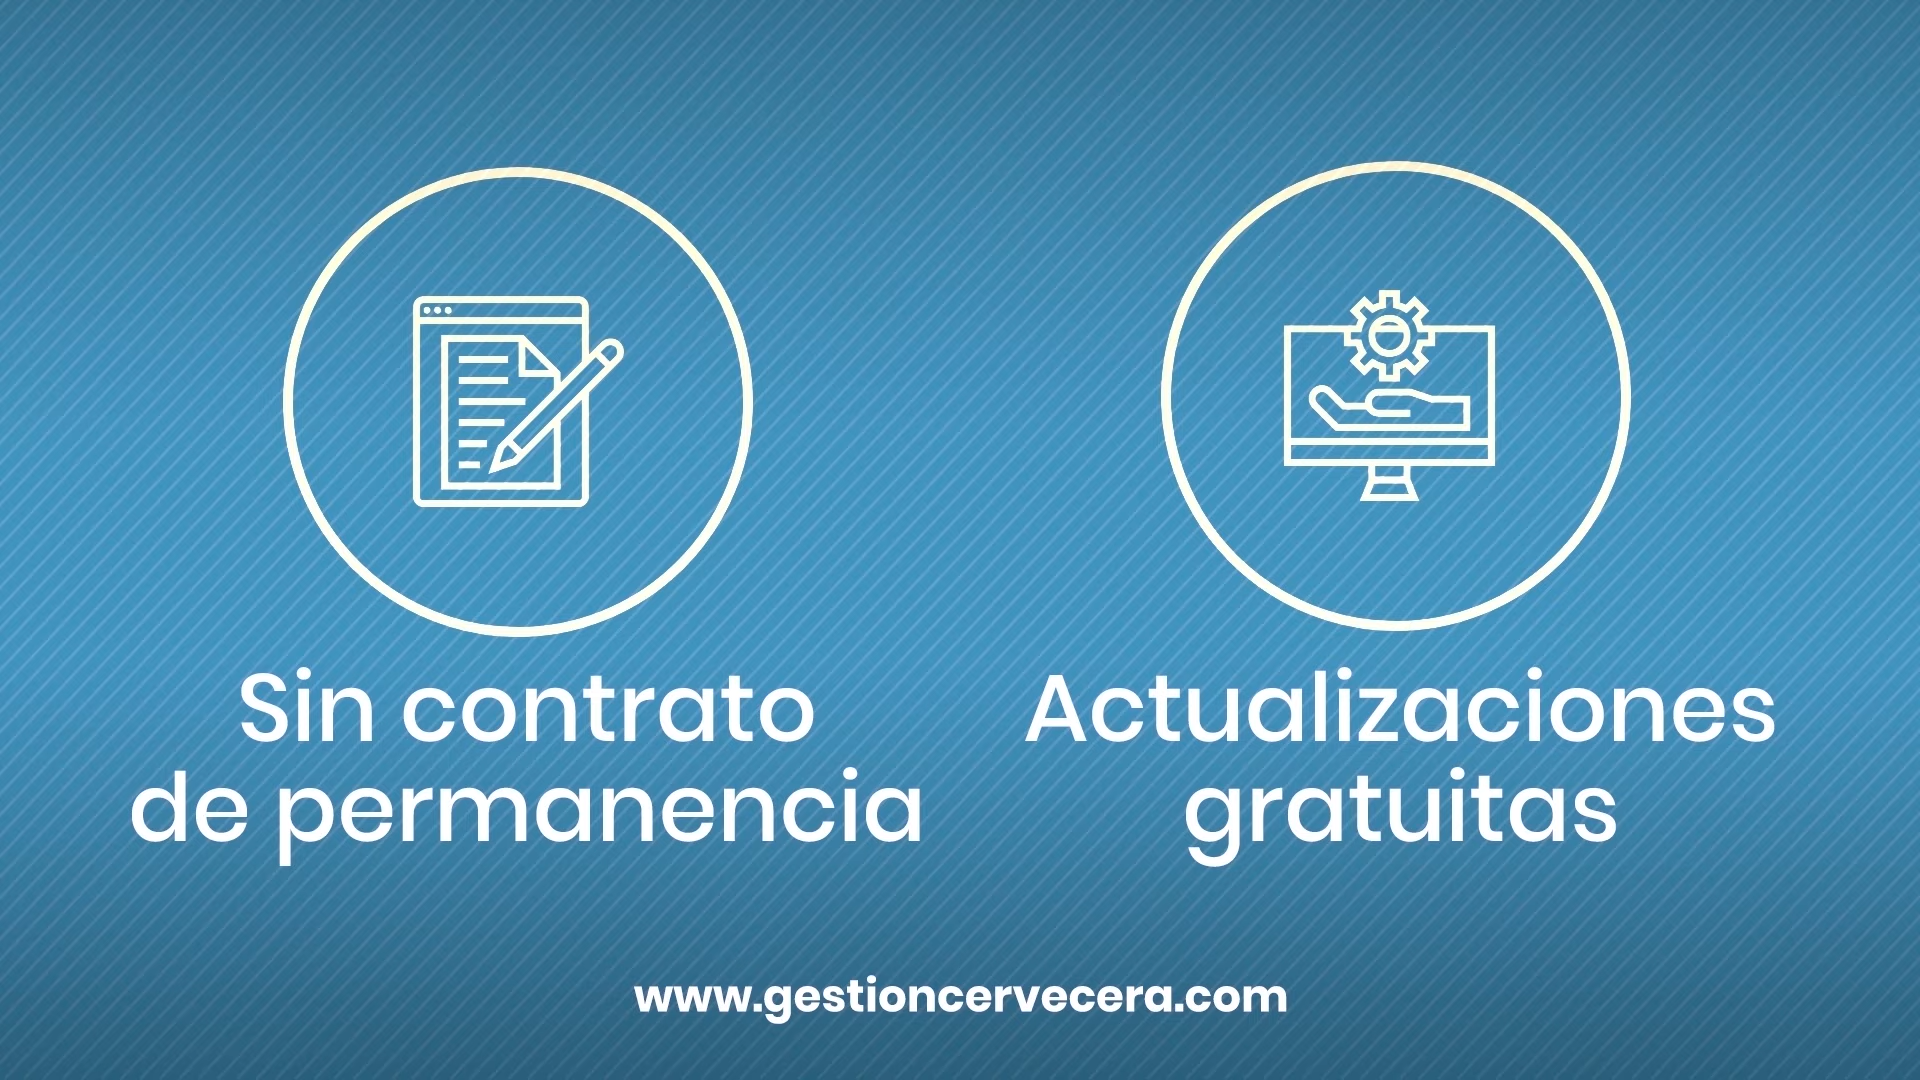 Sin contrato
de permanencia
Actualizaciones
gratuitas
www.gestioncervecera.com